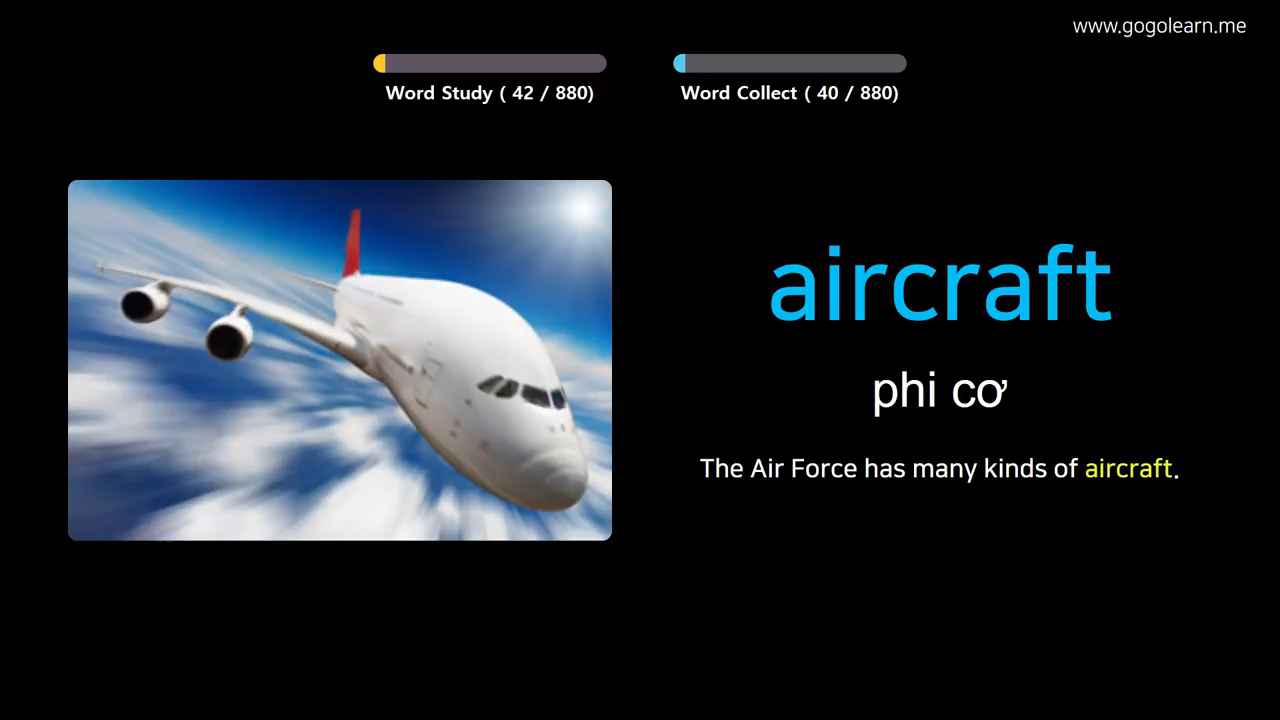 www.gogolearn.me
Word Study ( 42 / 880)
Word Collect ( 40 / 880)
aircraft
phi cơ
The Air Force has many kinds of aircraft.